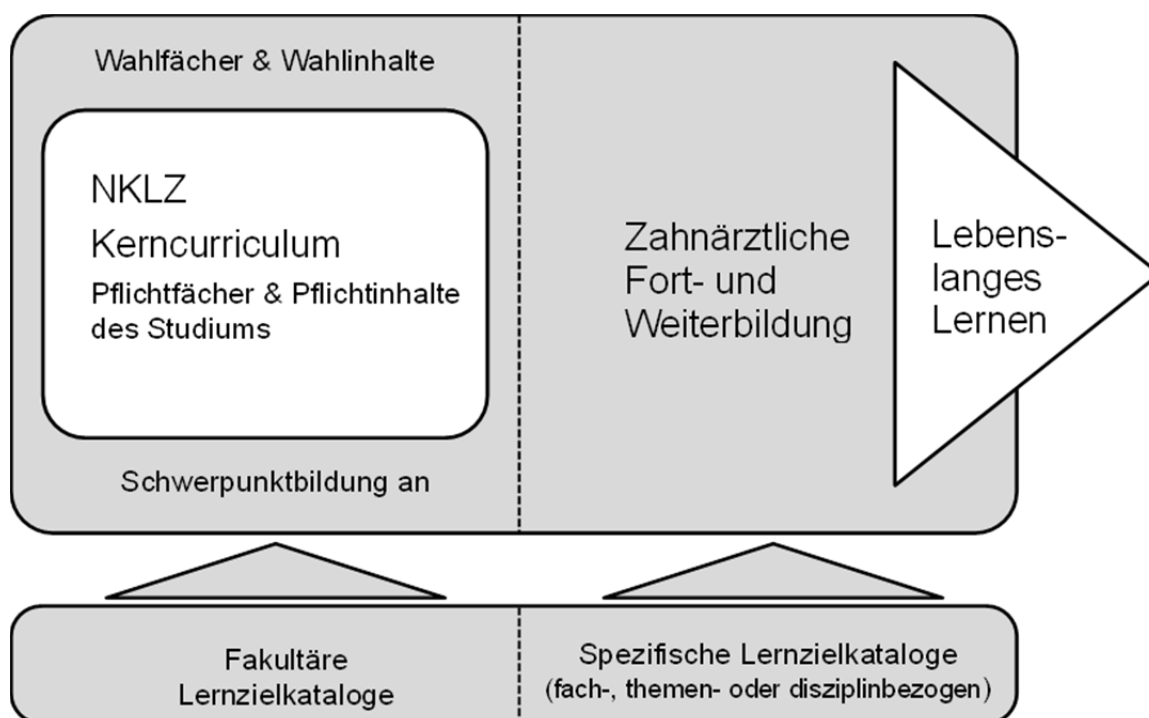 Wahlfächer & Wahlinhalte
NKLZ
Kerncurriculum
Pflichtfächer & Pflichtinhalte
des Studiums
Schwerpunktbildung an
Zahnärztliche
Fort- und
Weiterbildung
Lebens-
langes
Lernen
Fakultäre
Lernzielkataloge
Spezifische Lernzielkataloge
(fach-, themen- oder disziplinbezogen)